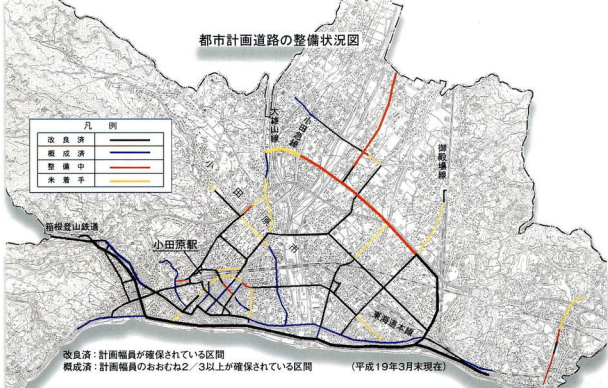 都市計画道路の整備状況図
凡 例
改良済
概成済
整備中
未着手
大雄山線
小田急線
御殿場線
小田原市
箱根登山鉄道
小田原駅
東海道本線
改良済：計画幅員が確保されている区間
概成済：計画幅員のおおむね2／3以上が確保されている区間
(平成19年3月末現在)